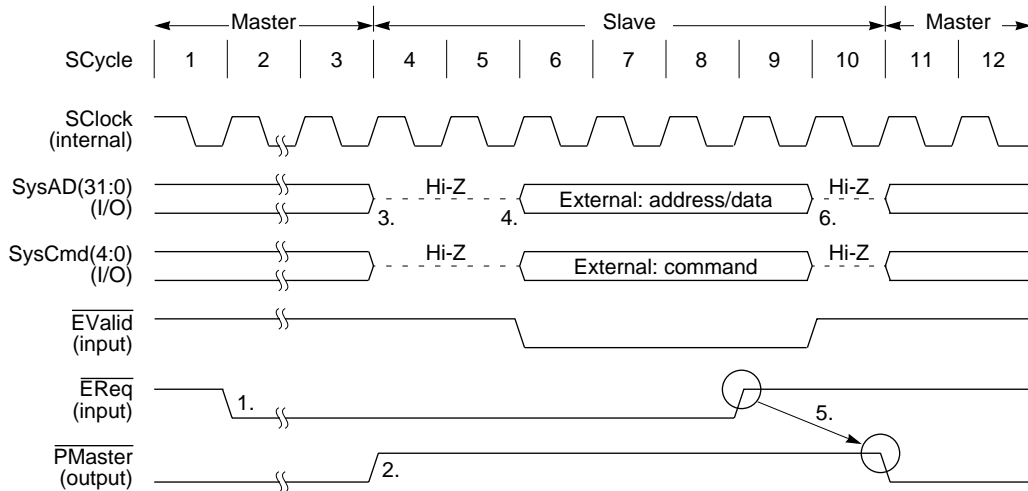 Master Slave Master
SCycle 1 2 3 4 5 6 7 8 9 10 11 12
SClock
(internal)
SysAD(31:0)
(I/O)
Hi-Z External: address/data Hi-Z
3. 4. 6.
SysCmd(4:0)
(I/O)
Hi-Z External: command Hi-Z
EValid
(input)
EReq
(input)
1. 5.
PMaster
(output)
2.